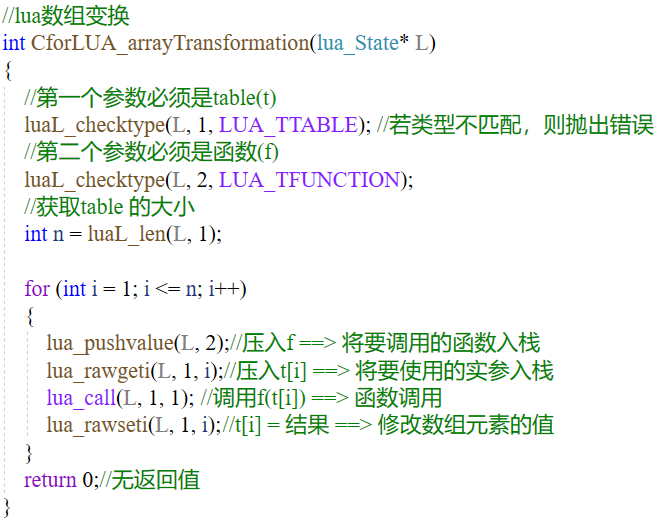 //lua数组变换
int CforLUA_arrayTransformation(lua_State* L)
{
//第一个参数必须是table(t)
luaL_checktype(L, 1, LUA_TTABLE); //若类型不匹配，则抛出错误
//第二个参数必须是函数(f)
luaL_checktype(L, 2, LUA_TFUNCTION);
//获取table 的大小
int n = luaL_len(L, 1);
for (int i = 1; i <= n; i++)
{
lua_pushvalue(L, 2);//压入f ==> 将要调用的函数入栈
lua_rawgeti(L, 1, i);//压入t[i] ==> 将要使用的实参入栈
lua_call(L, 1, 1); //调用f(t[i]) ==> 函数调用
lua_rawseti(L, 1, i);//t[i] = 结果 ==> 修改数组元素的值
}
return 0;//无返回值
}